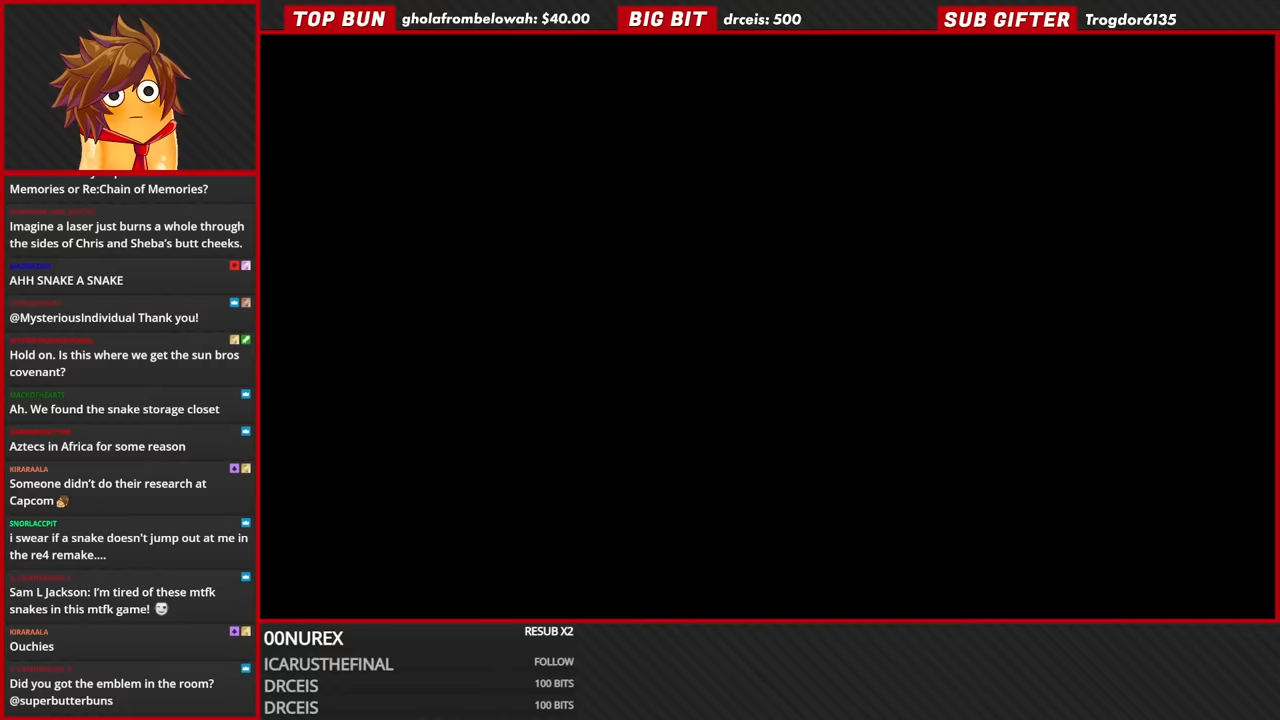 TOP BUN gholafrombelowah: $40.00 BIG BIT drceis: 500 SUB GIFTER Trogdor6135
Memories or Re:Chain of Memories?
Imagine a laser just burns a whole through
the sides of Chris and Sheba's butt cheeks.
AHH SNAKE A SNAKE
@MysteriousIndividual Thank you!
Hold on. Is this where we get the sun bros
covenant?
MACKOFHEARTS
Ah. We found the snake storage closet
Aztecs in Africa for some reason
KIRARAALA
Someone didn't do their research at
Capcom
SNORLACCPIT
i swear if a snake doesn't jump out at me in
the re4 remake....
Sam L Jackson: I'm tired of these mtfk
snakes in this mtfk game!
KIRARAALA
Ouchies
Did you got the emblem in the room?
@superbutterbuns
00NUREX RESUB X2
ICARUSTHEFINAL FOLLOW
DRCEIS 100 BITS
DRCEIS 100 BITS